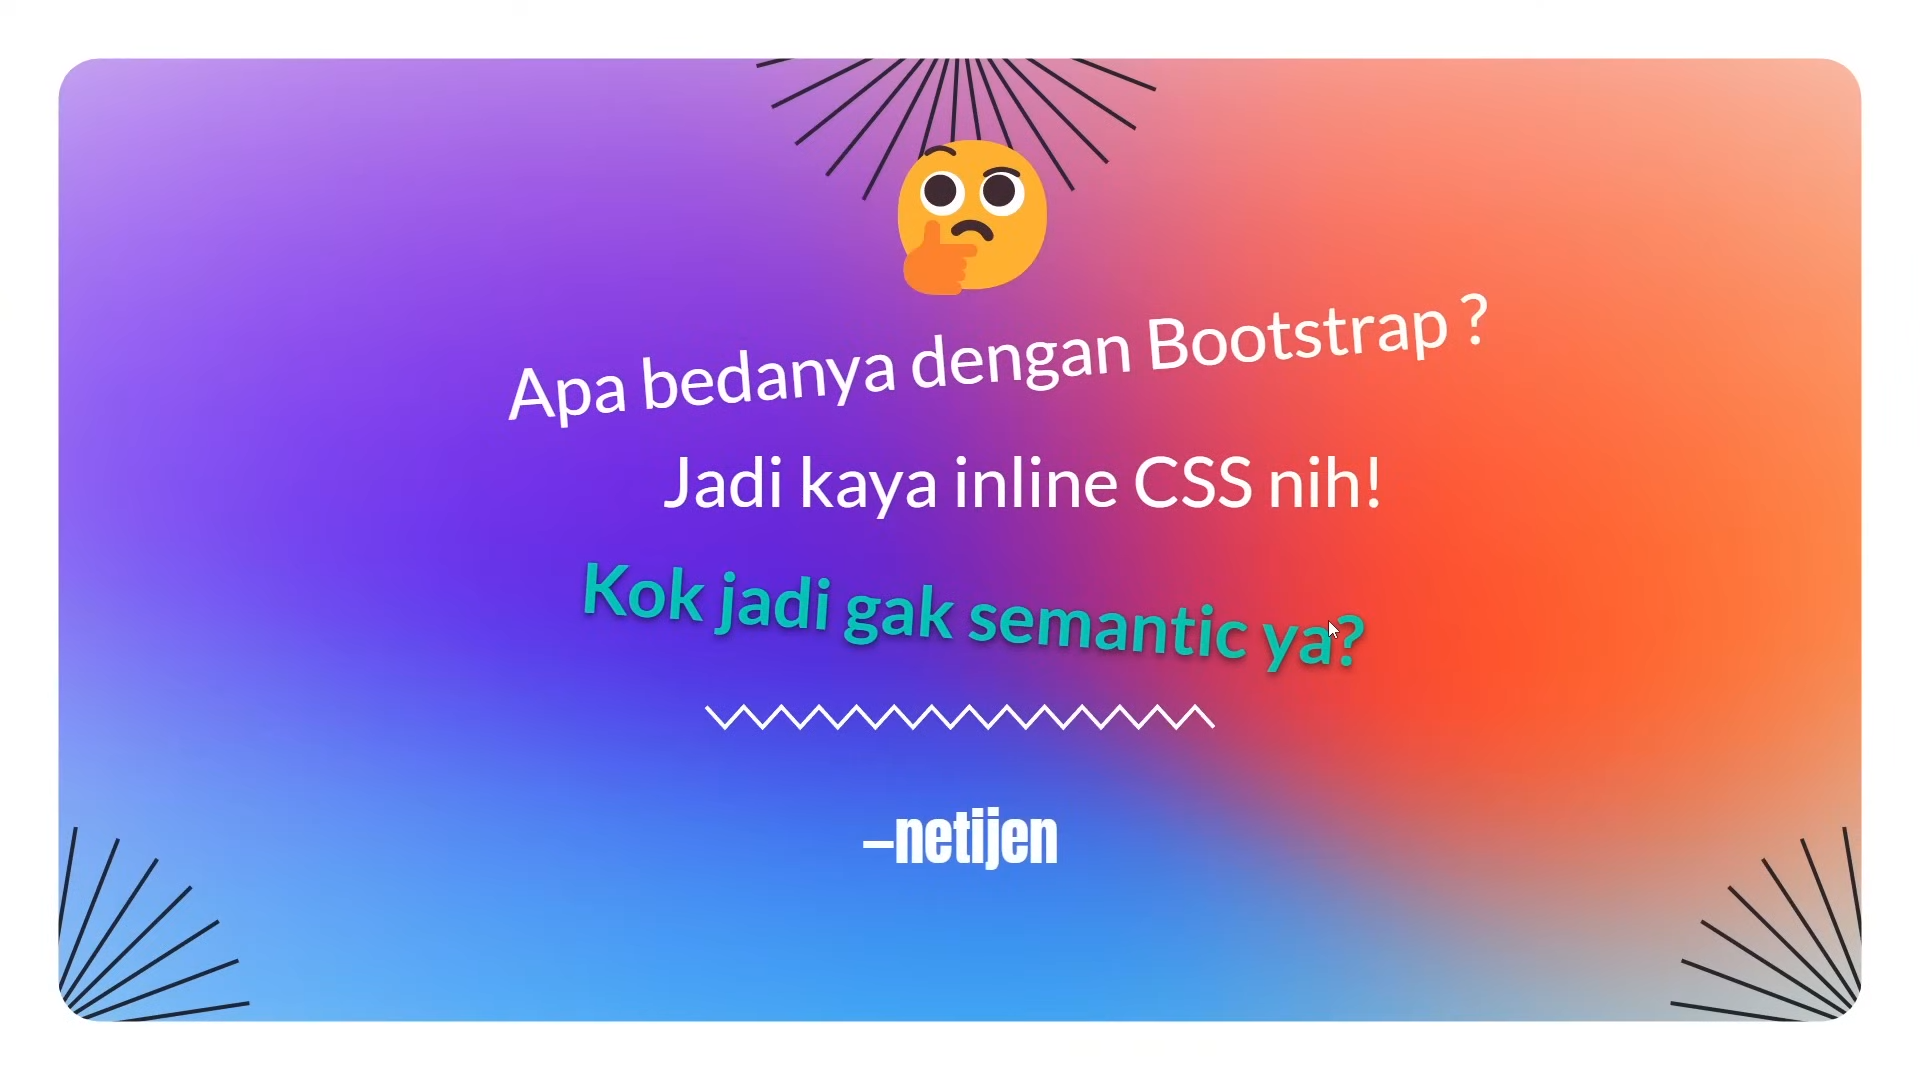 Apa bedanya dengan Bootstrap ?
Jadi kaya inline CSS nih!
Kok jadi gak semantic ya?
–netijen